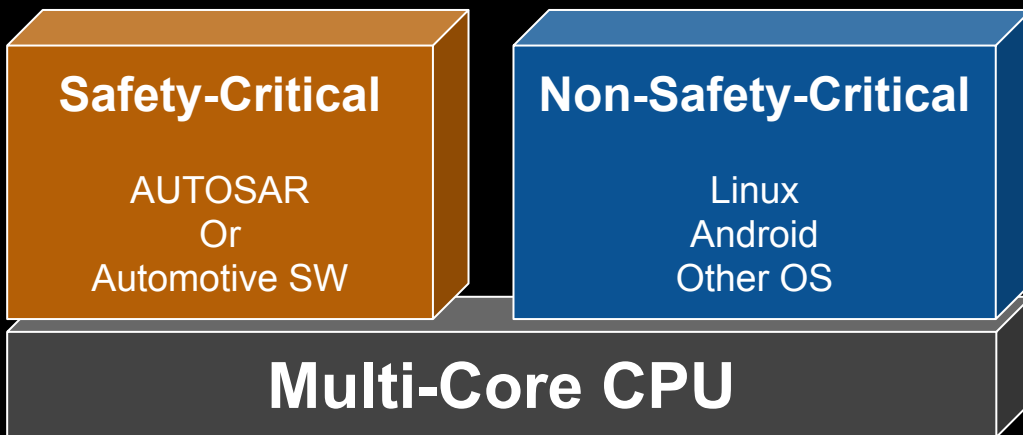 Safety-Critical
AUTOSAR
Or
Automotive SW
Non-Safety-Critical
Linux
Android
Other OS
Multi-Core CPU